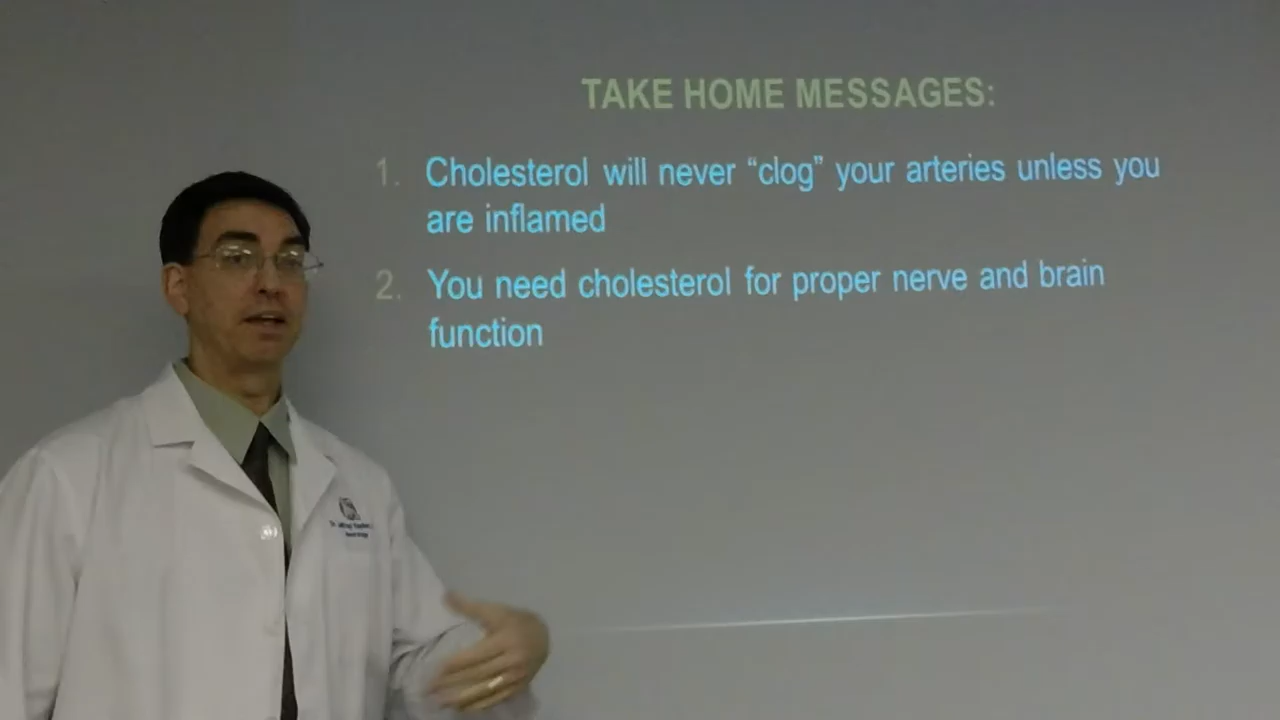 TAKE HOME MESSAGES:
1. Cholesterol will never “clog” your arteries unless you
are inflamed
2. You need cholesterol for proper nerve and brain
function
Dr.